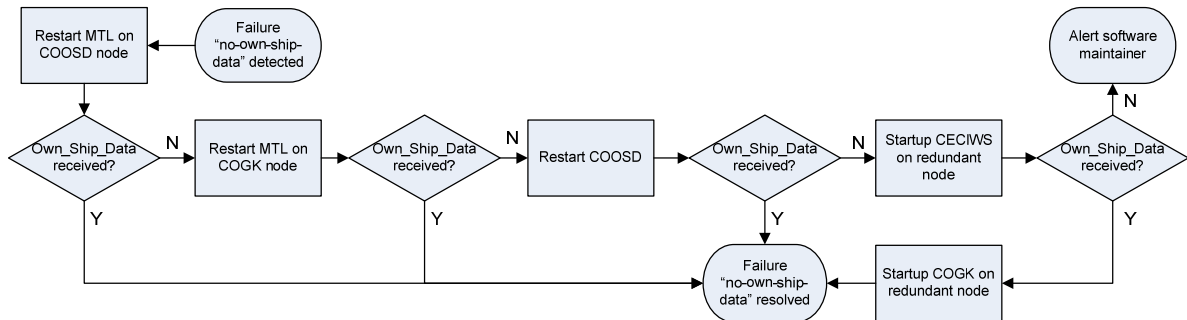 Restart MTL on
COOSD node
Failure
“no-own-ship-
data” detected
Alert software
maintainer
Own_Ship_Data
received?
N
Y
Restart MTL on
COGK node
Own_Ship_Data
received?
N
Y
Restart COOSD
Own_Ship_Data
received?
N
Y
Startup CECIWS
on redundant
node
Own_Ship_Data
received?
N
Y
Failure
“no-own-ship-
data” resolved
Startup COGK on
redundant node